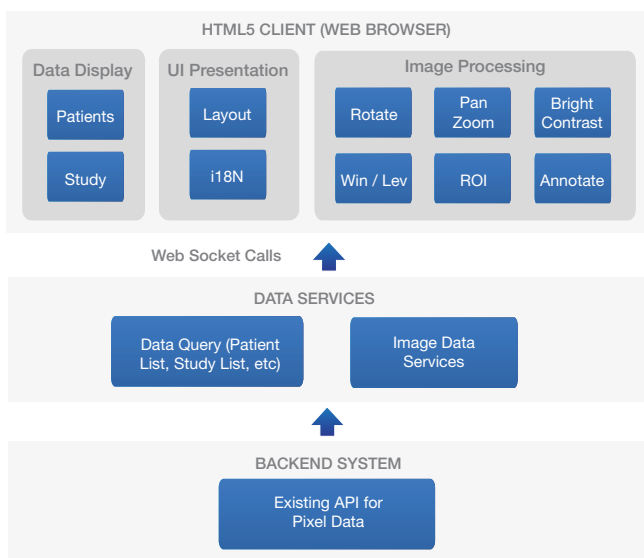 HTML5 CLIENT (WEB BROWSER)
Data Display
UI Presentation
Image Processing
Patients
Layout
Rotate
Pan
Zoom
Bright
Contrast
Study
i18N
Win / Lev
ROI
Annotate
Web Socket Calls
DATA SERVICES
Data Query (Patient
List, Study List, etc)
Image Data
Services
BACKEND SYSTEM
Existing API for
Pixel Data